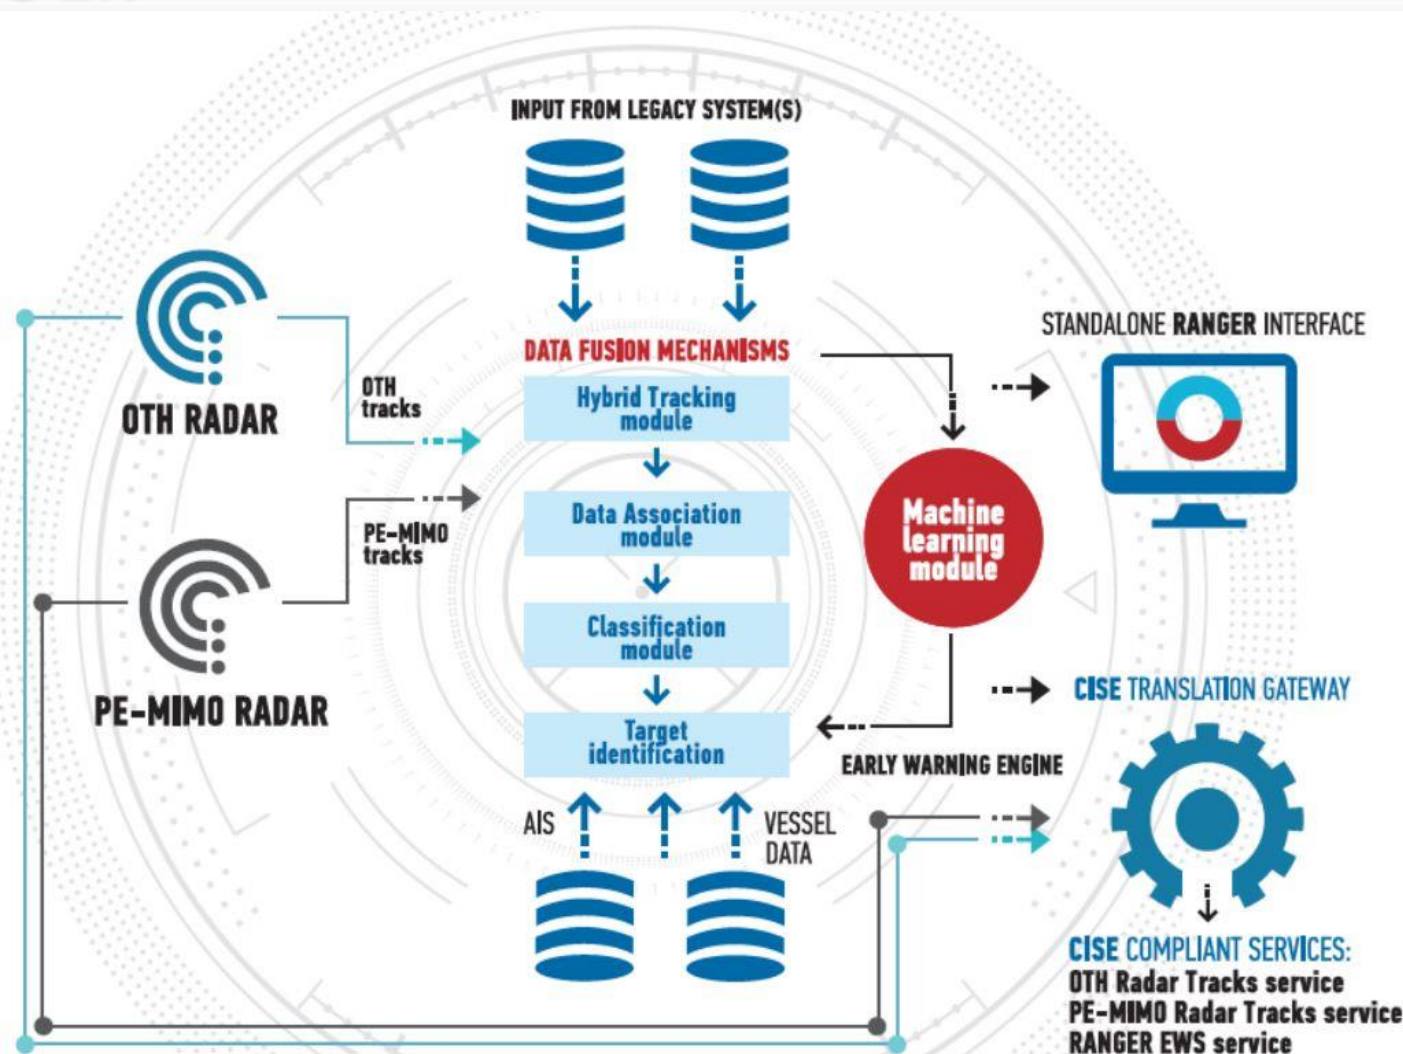 INPUT FROM LEGACY SYSTEM(S)
STANDALONE RANGER INTERFACE
DATA FUSION MECHANISMS
OTH
tracks
OTH RADAR
Hybrid Tracking
module
PE-MIMO
tracks
PE-MIMO RADAR
Data Association
module
Machine
learning
module
Classification
module
CISE TRANSLATION GATEWAY
Target
identification
EARLY WARNING ENGINE
AIS
VESSEL
DATA
CISE COMPLIANT SERVICES:
OTH Radar Tracks service
PE-MIMO Radar Tracks service
RANGER EWS service